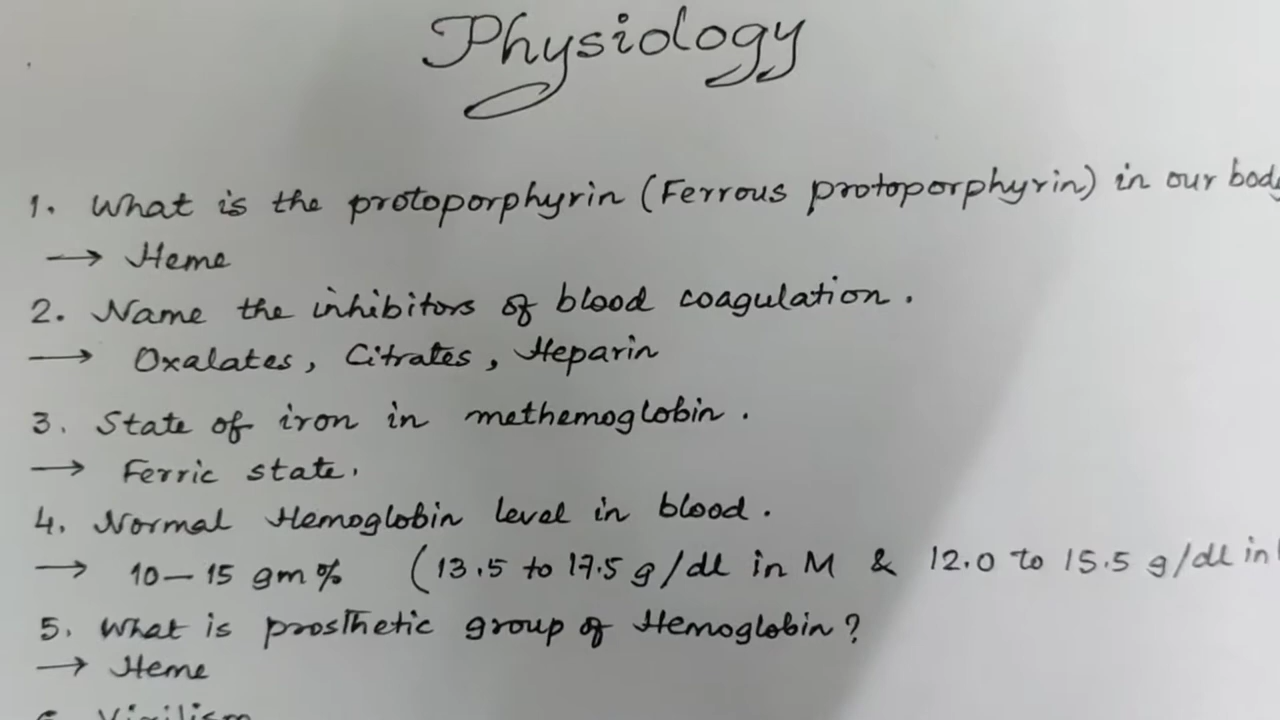 Physiology
1. What is the protoporphyrin (Ferrous protoporphyrin) in our body
→ Heme
2. Name the inhibitors of blood coagulation.
→ Oxalates, Citrates, Heparin
3. State of iron in methemoglobin.
→ Ferric state.
4. Normal Hemoglobin level in blood.
→ 10-15 gm% (13.5 to 17.5 g/dl in M & 12.0 to 15.5 g/dl in
5. What is prosthetic group of Hemoglobin?
→ Heme
6. Virilism